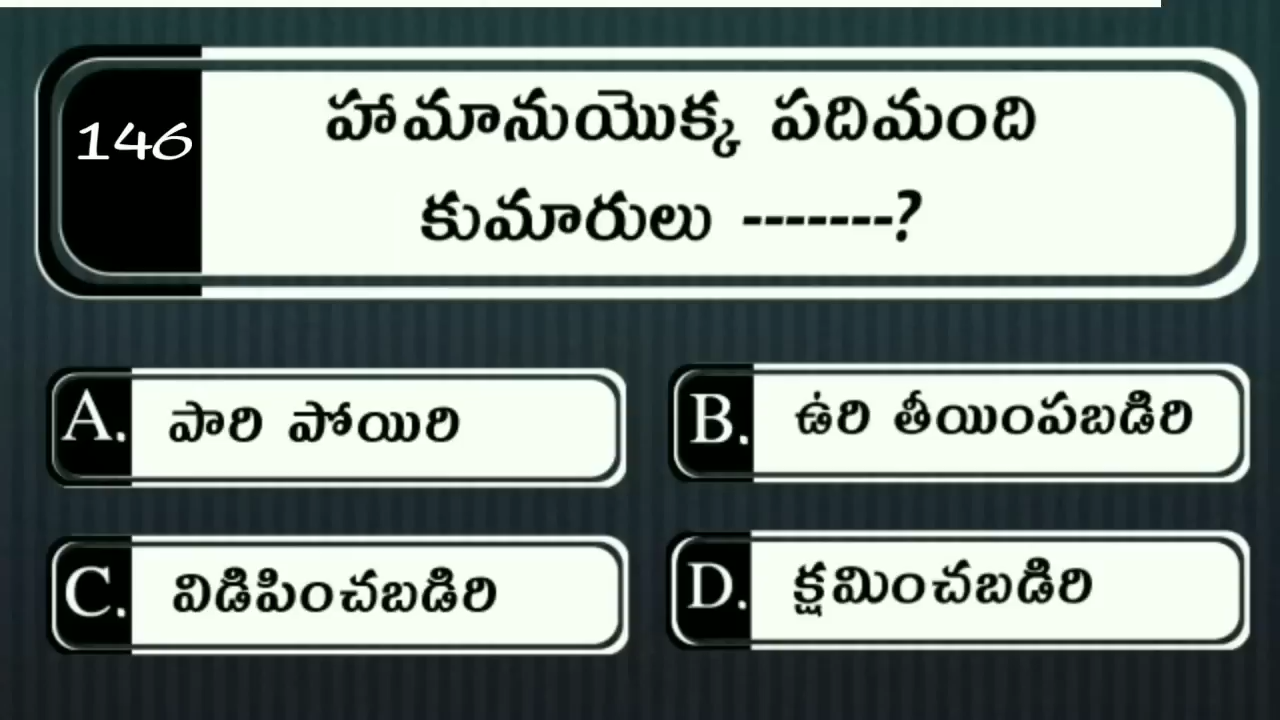 146
హామానుయొక్క పదిమంది
కుమారులు -------?
A. పారి పోయిరి
B. ఉరి తీయింపబడిరి
C. విడిపించబడిరి
D. క్షమించబడిరి